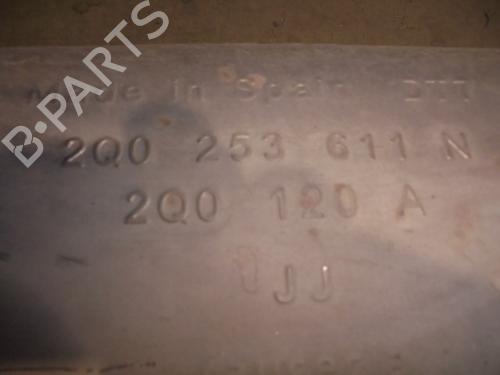 B-PARTS
Made in Spain
2Q0 253 611 N
2Q0 120 A
JJ